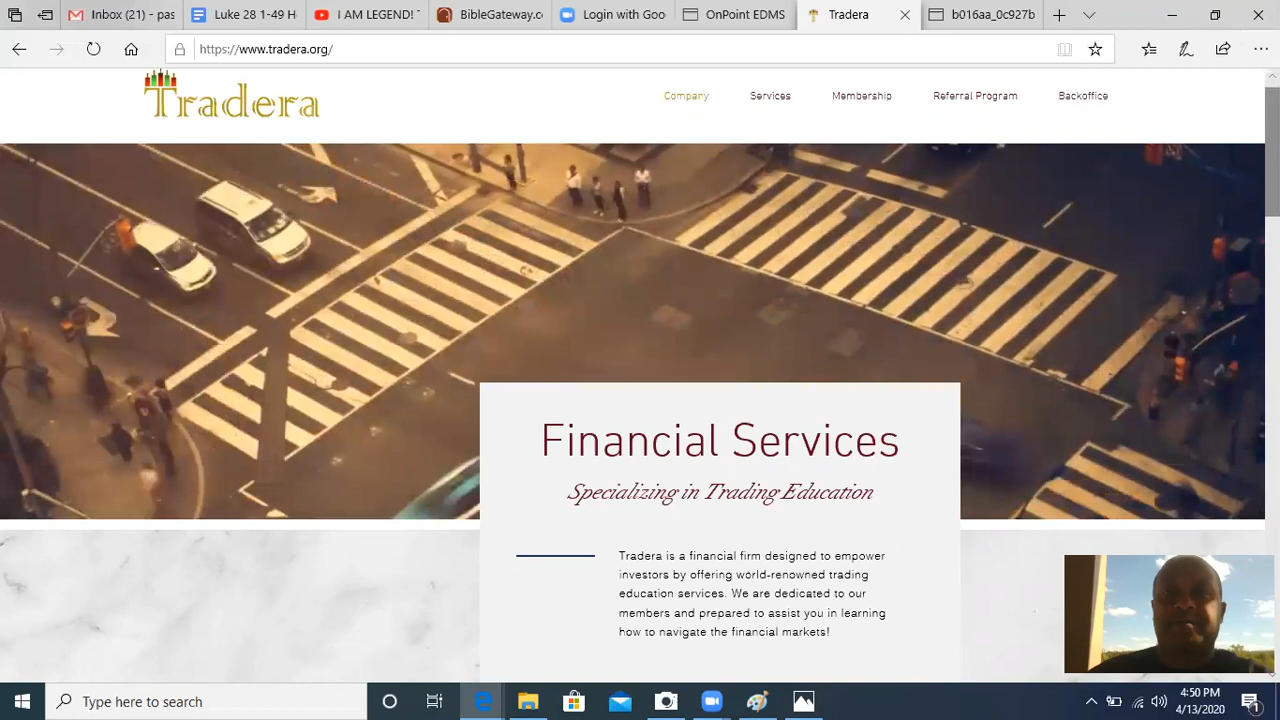 Inbox (21) - pas
Luke 28 1-49 H
I AM LEGEND! T
BibleGateway.c
Login with Goo
OnPoint EDMS
Tradera
b016aa_0c927b
https://www.tradera.org/
Tradera
Company
Services
Membership
Referral Program
Backoffice
Financial Services
Specializing in Trading Education
Tradera is a financial firm designed to empower
investors by offering world-renowned trading
education services. We are dedicated to our
members and prepared to assist you in learning
how to navigate the financial markets!
Type here to search
4:50 PM
4/13/2020